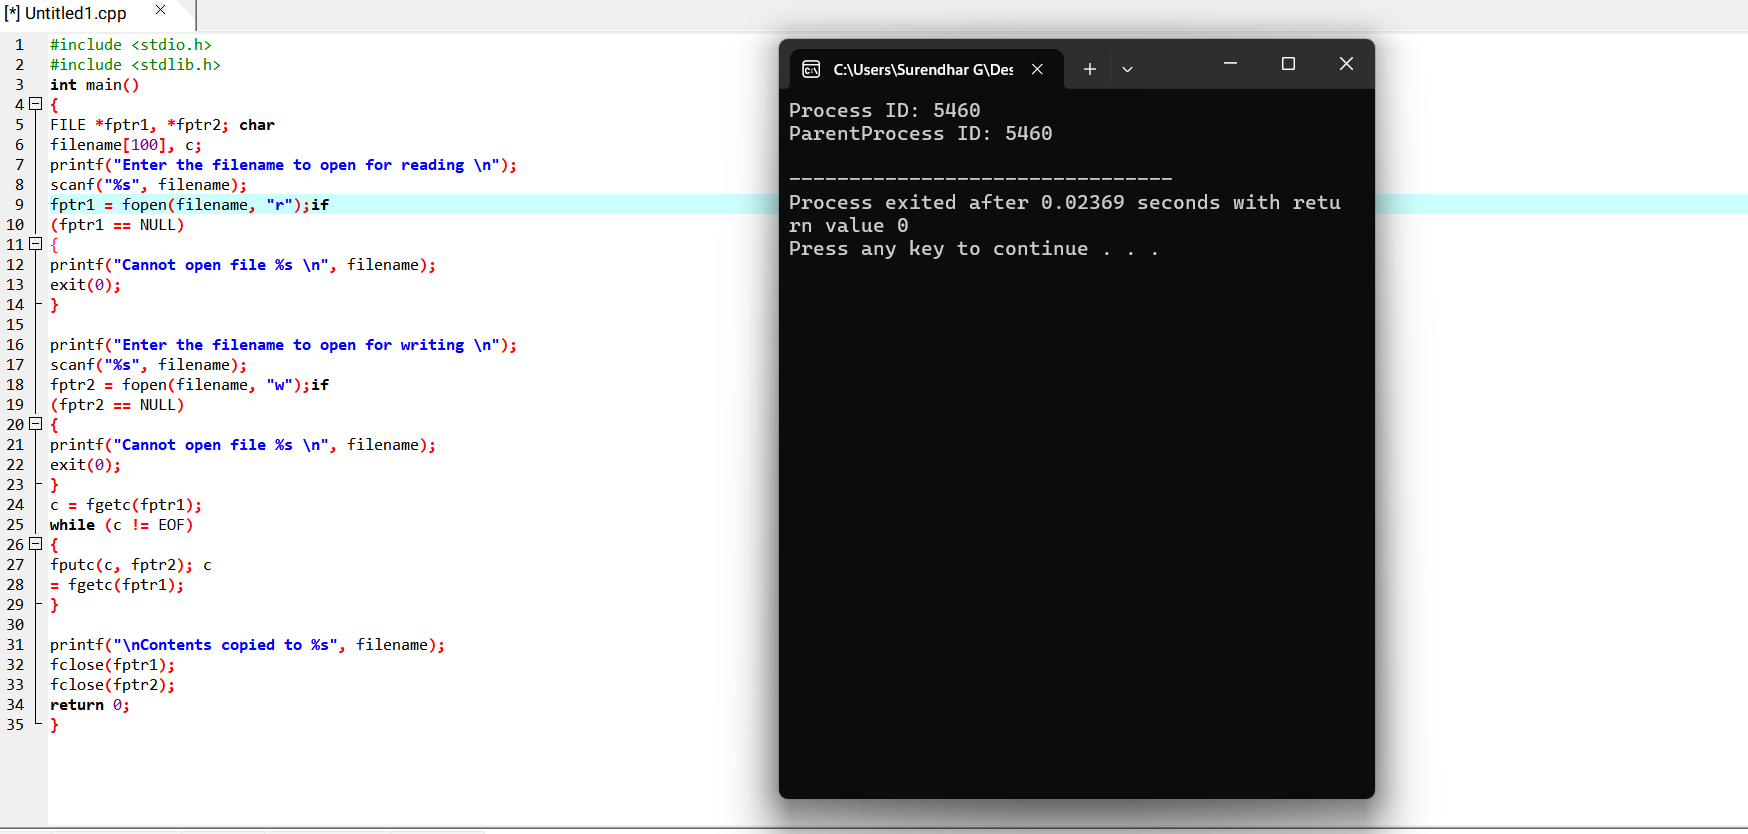 [*] Untitled1.cpp
1 #include <stdio.h>
2 #include <stdlib.h>
3 int main()
4 {
5 FILE *fptr1, *fptr2; char
6 filename[100], c;
7 printf("Enter the filename to open for reading \n");
8 scanf("%s", filename);
9 fptr1 = fopen(filename, "r");if
10 (fptr1 == NULL)
11 {
12 printf("Cannot open file %s \n", filename);
13 exit(0);
14 }
15
16 printf("Enter the filename to open for writing \n");
17 scanf("%s", filename);
18 fptr2 = fopen(filename, "w");if
19 (fptr2 == NULL)
20 {
21 printf("Cannot open file %s \n", filename);
22 exit(0);
23 }
24 c = fgetc(fptr1);
25 while (c != EOF)
26 {
27 fputc(c, fptr2); c
28 = fgetc(fptr1);
29 }
30
31 printf("\nContents copied to %s", filename);
32 fclose(fptr1);
33 fclose(fptr2);
34 return 0;
35 }
C:\Users\Surendhar G\Des
Process ID: 5460
ParentProcess ID: 5460
--------------------------------
Process exited after 0.02369 seconds with retu
rn value 0
Press any key to continue . . .